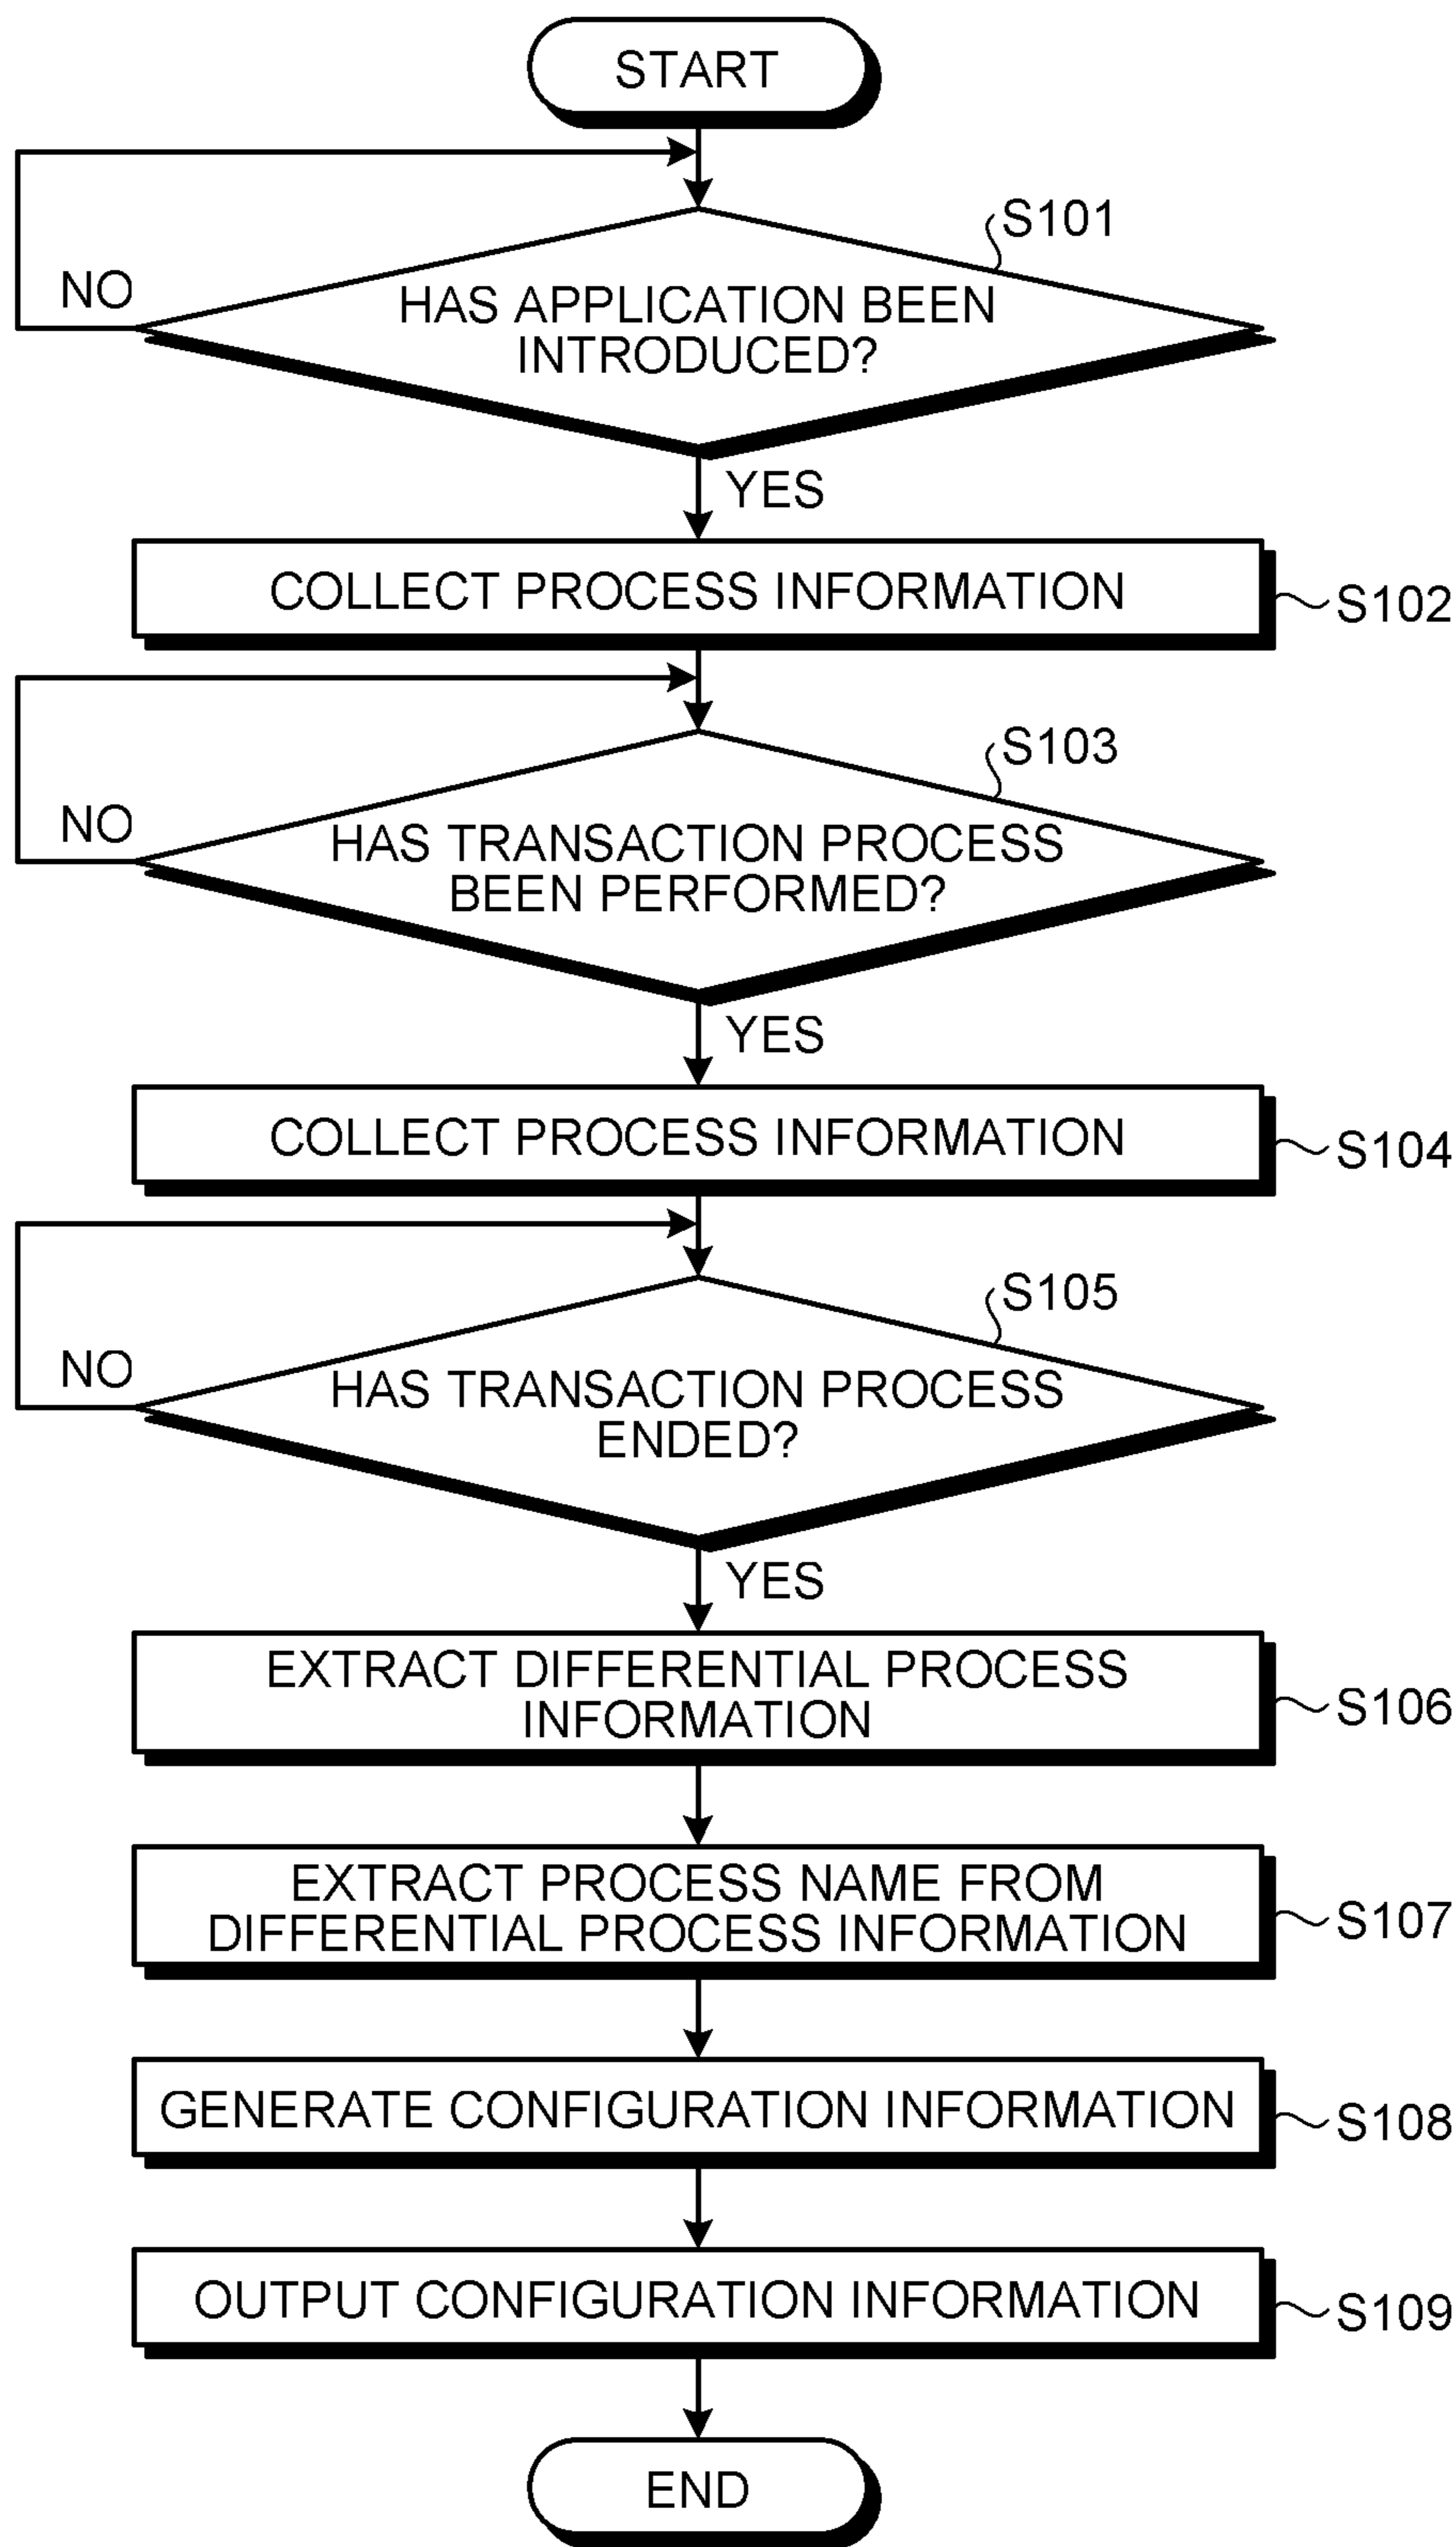 START
S101
NO
HAS APPLICATION BEEN
INTRODUCED?
YES
COLLECT PROCESS INFORMATION
S102
S103
NO
HAS TRANSACTION PROCESS
BEEN PERFORMED?
YES
COLLECT PROCESS INFORMATION
S104
S105
NO
HAS TRANSACTION PROCESS
ENDED?
YES
EXTRACT DIFFERENTIAL PROCESS
INFORMATION
S106
EXTRACT PROCESS NAME FROM
DIFFERENTIAL PROCESS INFORMATION
S107
GENERATE CONFIGURATION INFORMATION
S108
OUTPUT CONFIGURATION INFORMATION
S109
END